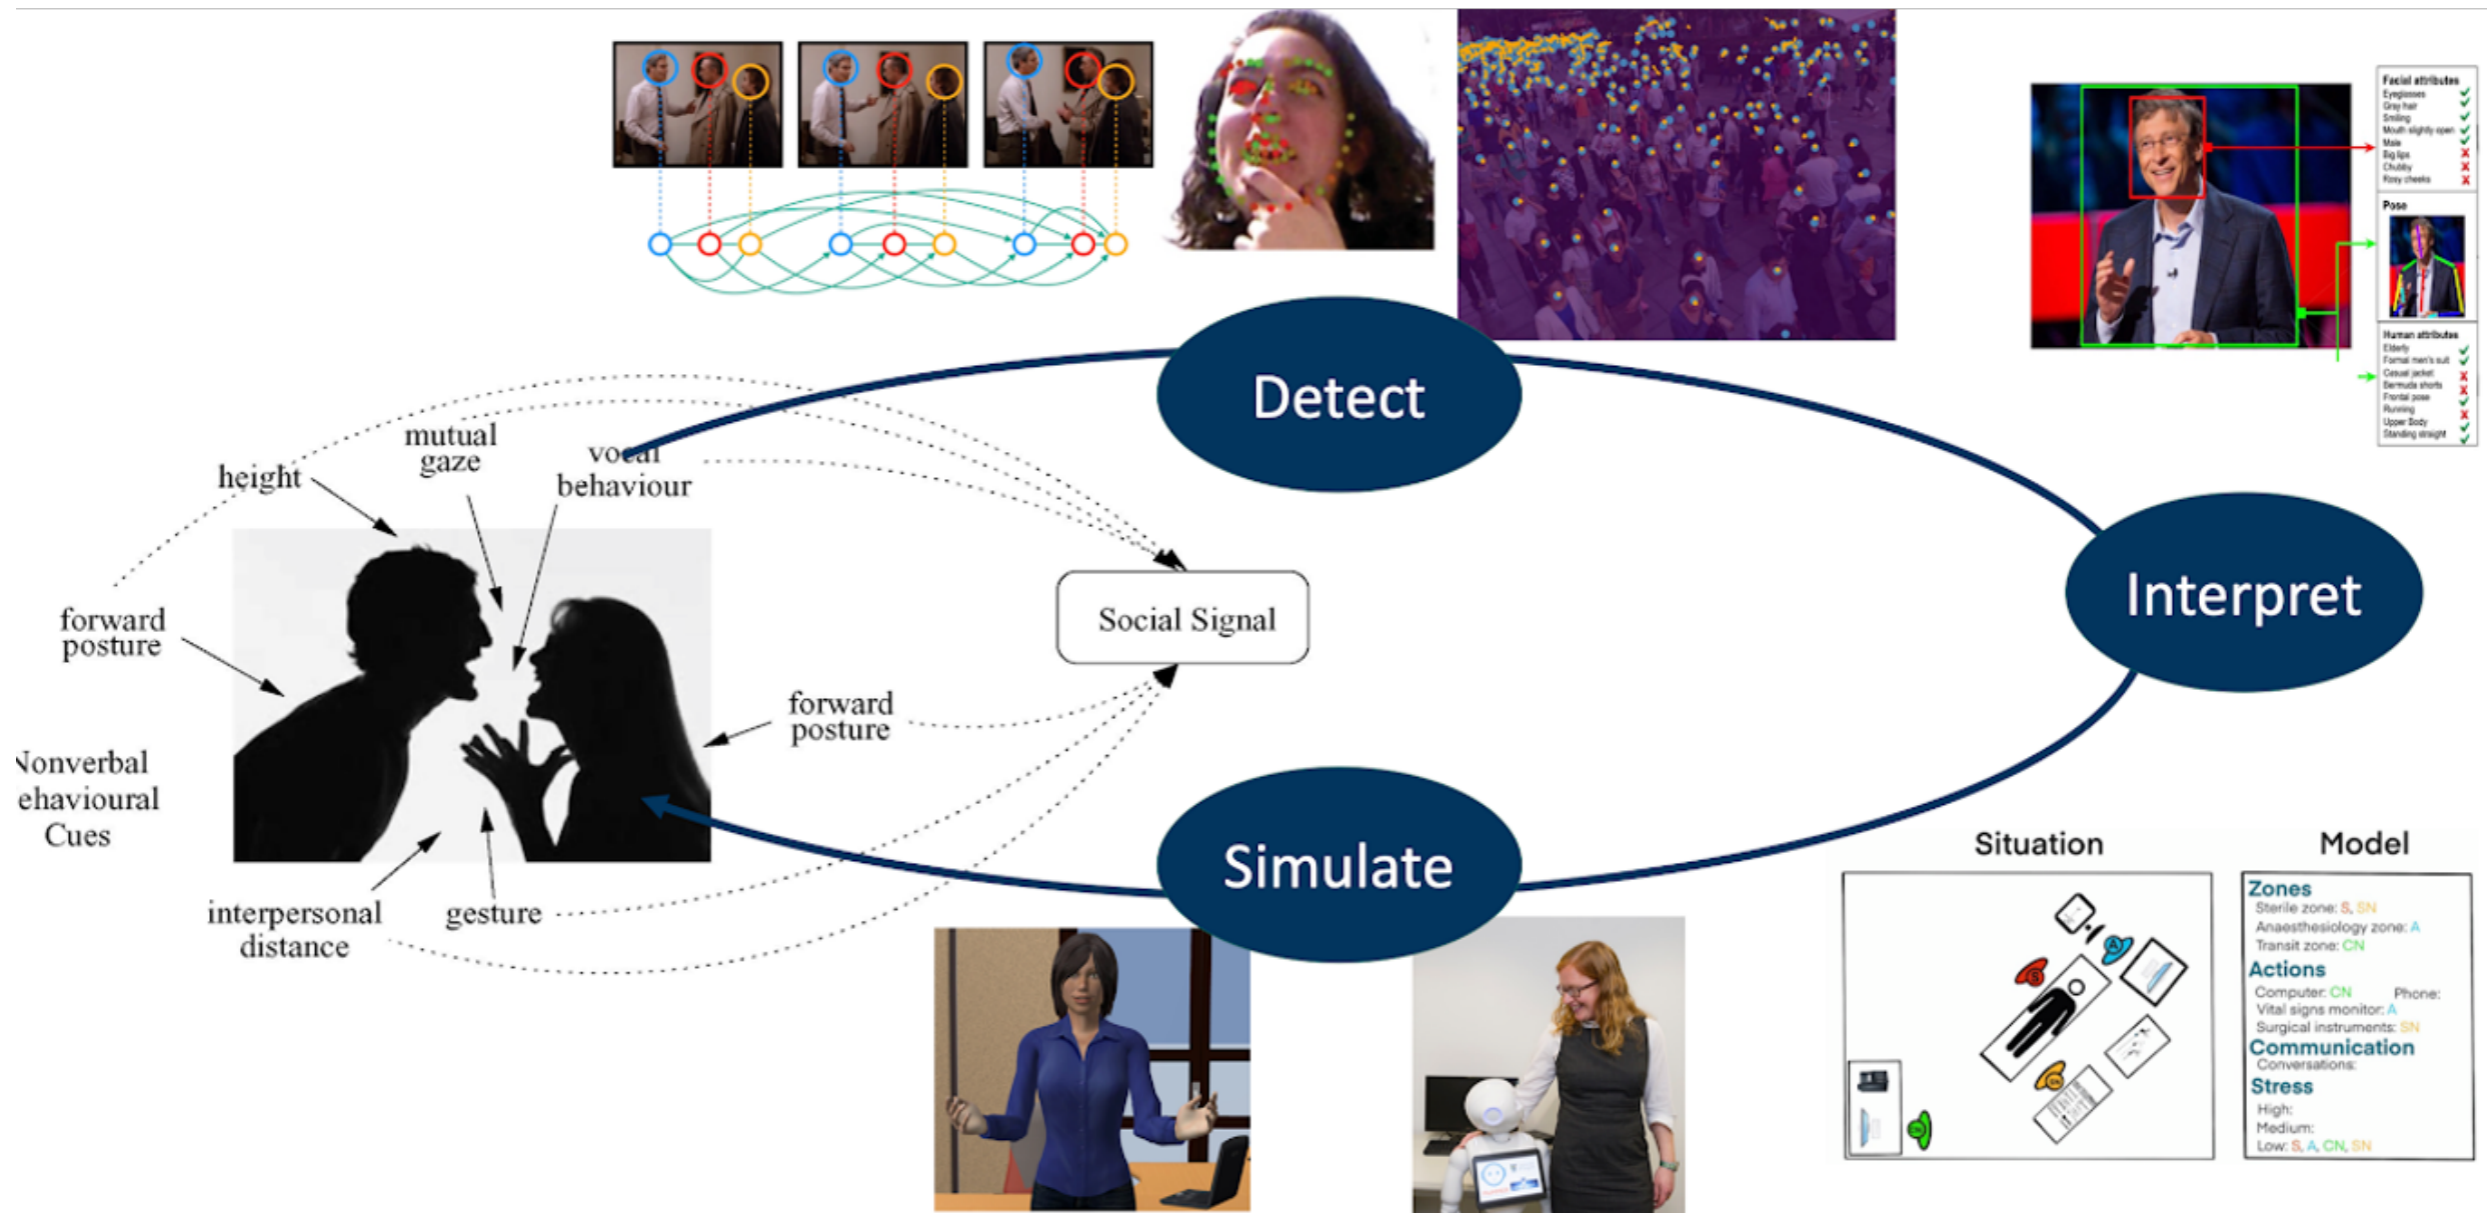 Facial attributes
Eyeglasses
Gray hair
Smiling
Mouth slightly open
Male
Big lips
Chubby
Rosy cheeks
Pose
Human attributes
Elderly
Formal men's suit
Casual jacket
Bermuda shorts
Frontal pose
Running
Upper Body
Standing straight
Detect
Interpret
Simulate
mutual
gaze
vocal
behaviour
height
forward
posture
Social Signal
forward
posture
Nonverbal
ehavioural
Cues
interpersonal
distance
gesture
Situation
A
S
SN
CN
Model
Zones
Sterile zone: S, SN
Anaesthesiology zone: A
Transit zone: CN
Actions
Computer: CN Phone:
Vital signs monitor: A
Surgical instruments: SN
Communication
Conversations:
Stress
High:
Medium:
Low: S, A, CN, SN